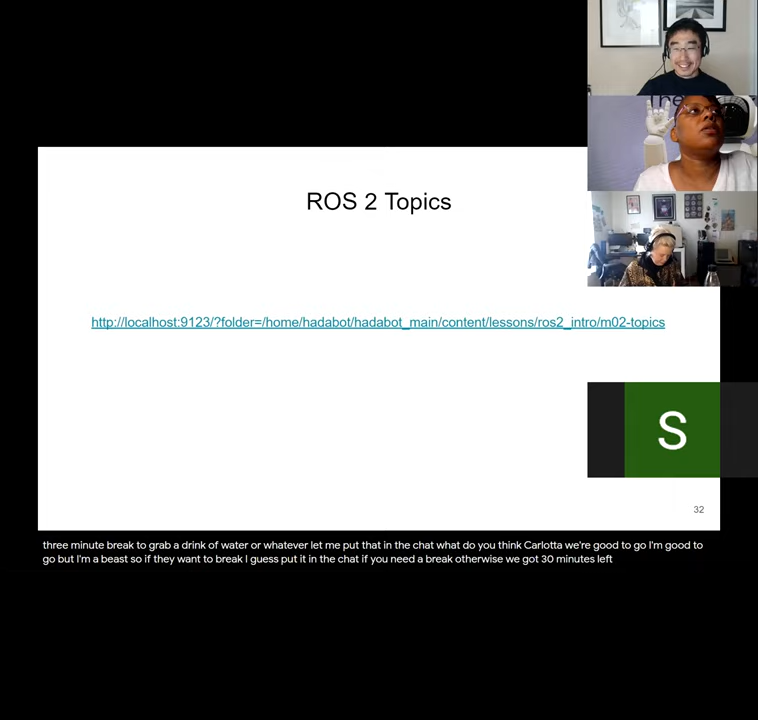 The
ROS 2 Topics
http://localhost:9123/?folder=/home/hadabot/hadabot_main/content/lessons/ros2_intro/m02-topics
S
32
three minute break to grab a drink of water or whatever let me put that in the chat what do you think Carlotta we're good to go I'm good to
go but I'm a beast so if they want to break I guess put it in the chat if you need a break otherwise we got 30 minutes left